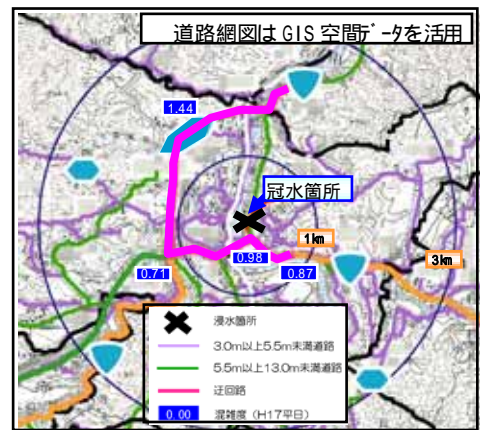 道路網図はGIS空間データを活用
1.44
冠水箇所
1km
3km
0.98
0.71
0.87
浸水箇所
3.0m以上5.5m未満道路
5.5m以上13.0m未満道路
迂回路
0.00 混雑度（H17平日）